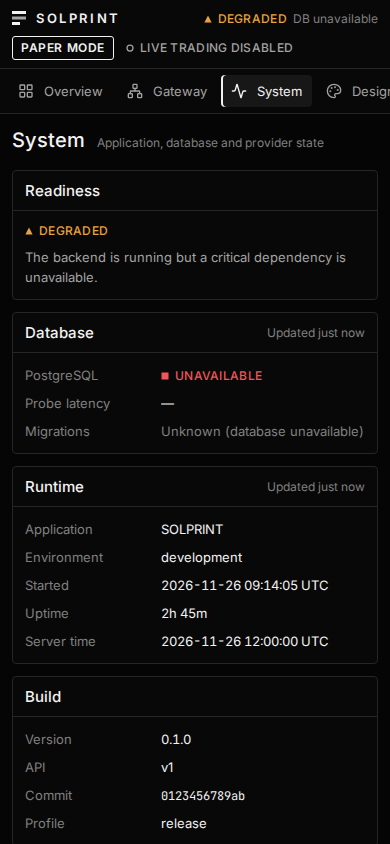 SOLPRINT
DEGRADED DB unavailable
PAPER MODE LIVE TRADING DISABLED
Overview Gateway System Design
System Application, database and provider state
Readiness
DEGRADED
The backend is running but a critical dependency is
unavailable.
Database Updated just now
PostgreSQL UNAVAILABLE
Probe latency —
Migrations Unknown (database unavailable)
Runtime Updated just now
Application SOLPRINT
Environment development
Started 2026-11-26 09:14:05 UTC
Uptime 2h 45m
Server time 2026-11-26 12:00:00 UTC
Build
Version 0.1.0
API v1
Commit 0123456789ab
Profile release